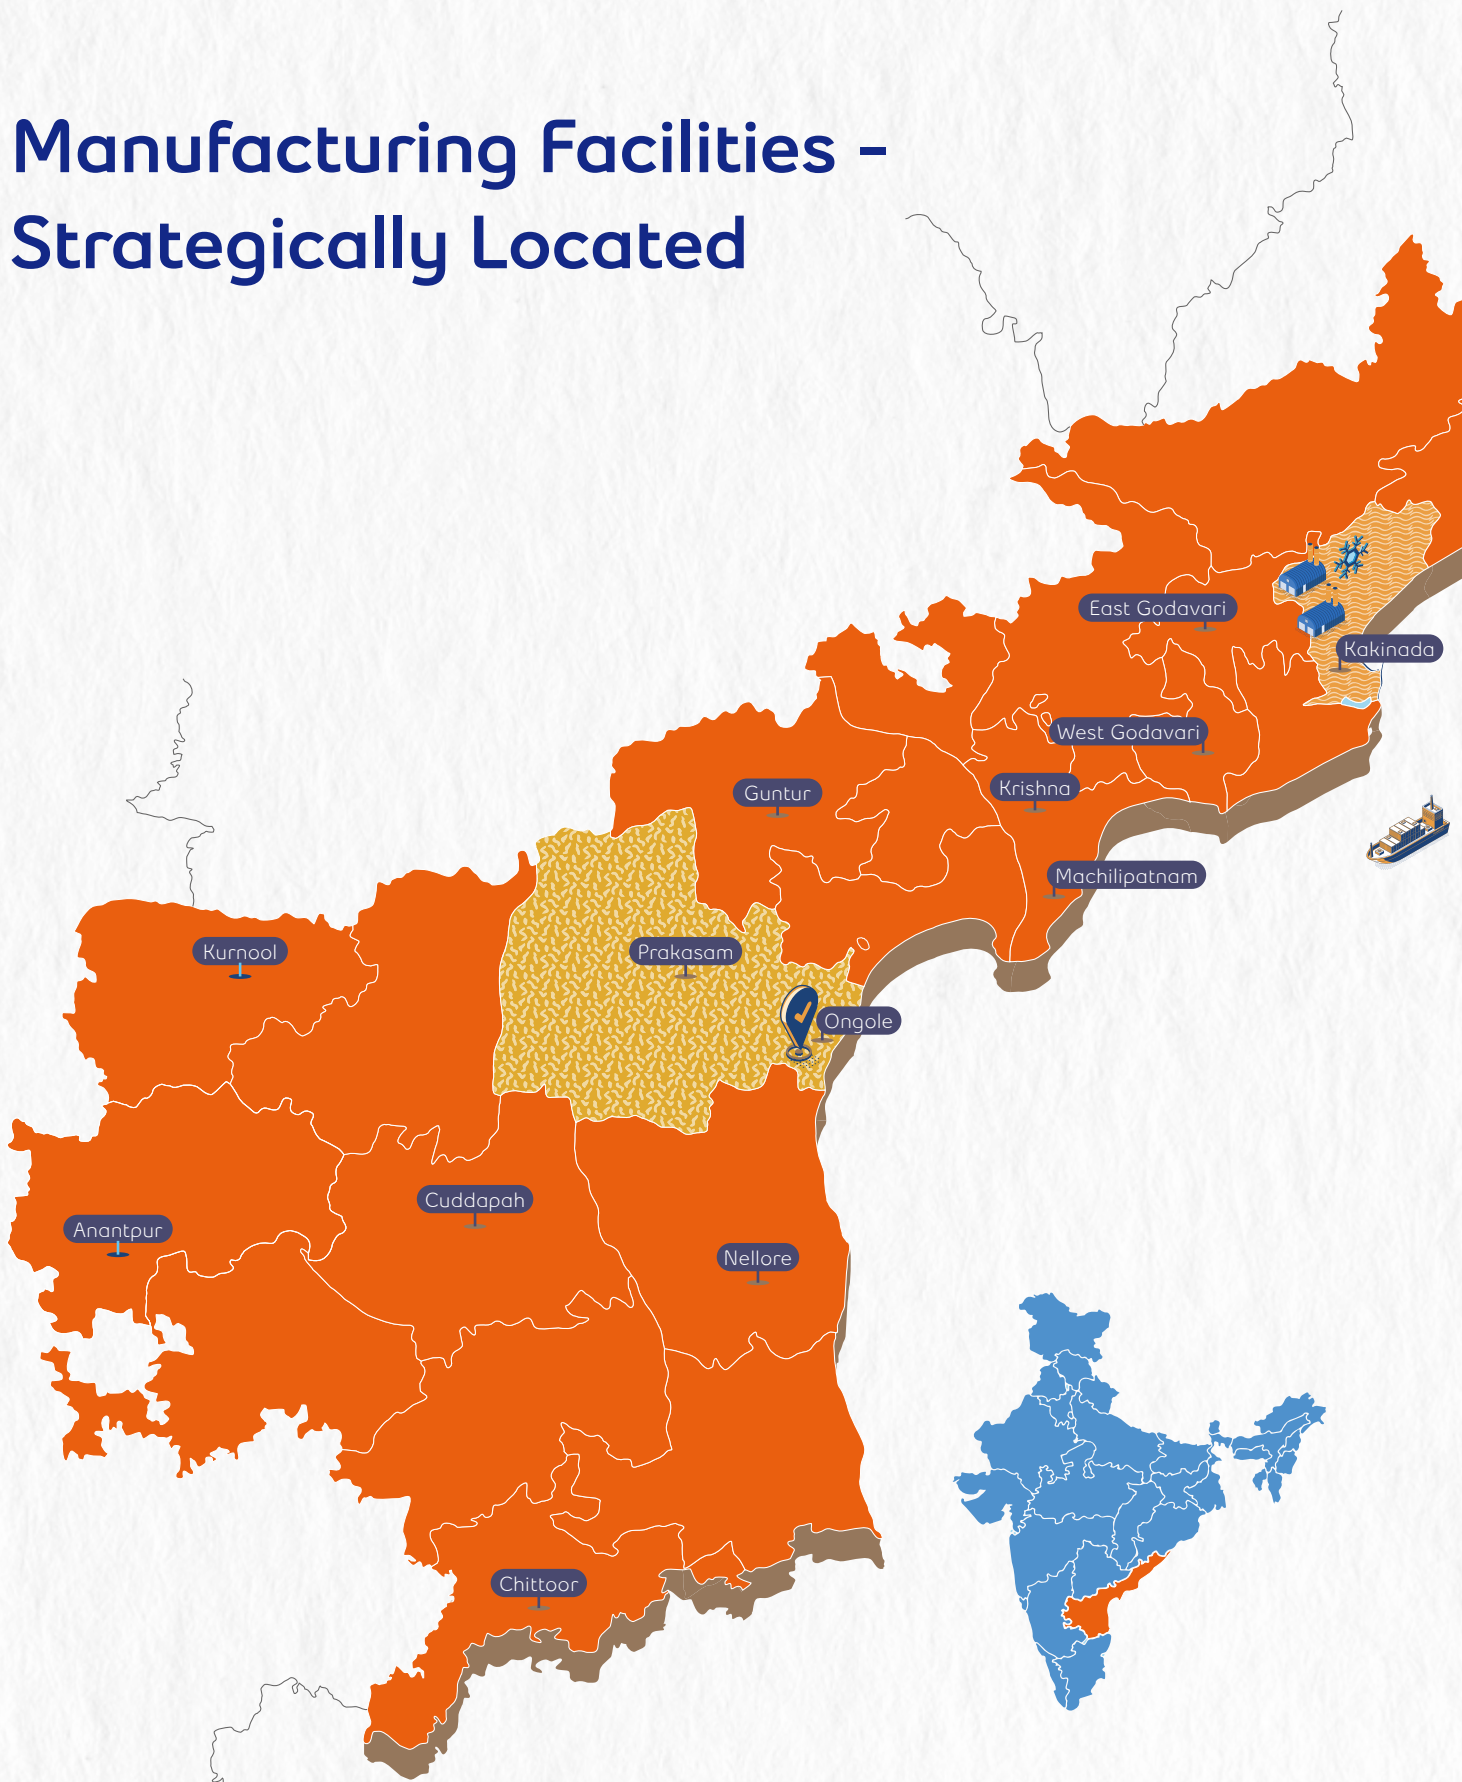 Manufacturing Facilities -
Strategically Located
East Godavari
Kakinada
West Godavari
Krishna
Guntur
Machilipatnam
Kurnool
Prakasam
Ongole
Cuddapah
Anantpur
Nellore
Chittoor